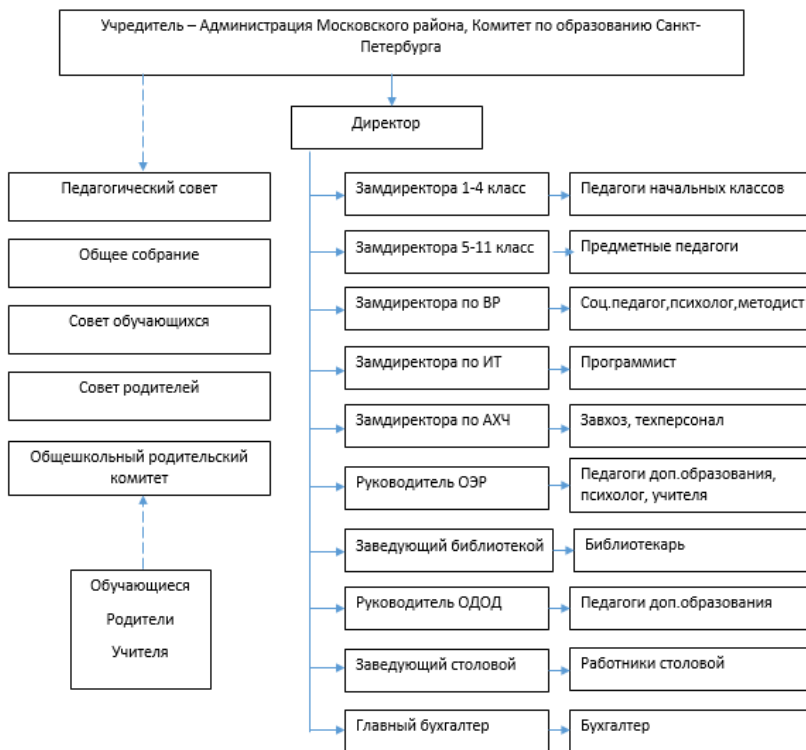 Учредитель – Администрация Московского района, Комитет по образованию Санкт-
Петербурга
Директор
Педагогический совет
Общее собрание
Совет обучающихся
Совет родителей
Общешкольный родительский
комитет
Обучающиеся
Родители
Учителя
Замдиректора 1-4 класс
Педагоги начальных классов
Замдиректора 5-11 класс
Предметные педагоги
Замдиректора по ВР
Соц.педагог,психолог,методист
Замдиректора по ИТ
Программист
Замдиректора по АХЧ
Завхоз, техперсонал
Руководитель ОЭР
Педагоги доп.образования,
психолог, учителя
Заведующий библиотекой
Библиотекарь
Руководитель ОДОД
Педагоги доп.образования
Заведующий столовой
Работники столовой
Главный бухгалтер
Бухгалтер